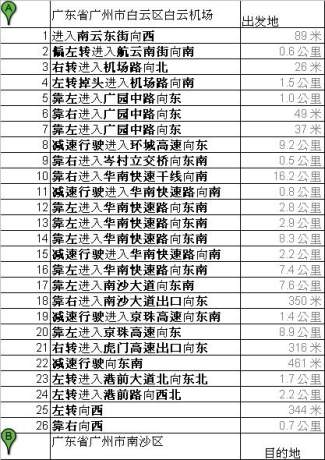 A
广东省广州市白云区白云机场 出发地
1 进入南云东街向西 89 米
2 偏左转进入航云南街向南 0.6 公里
3 右转进入机场路向北 26 米
4 左转掉头进入机场路向南 1.5 公里
5 靠左进入广园中路向东 1.0 公里
6 靠右进入广园中路向东 49 米
7 靠左进入广园中路向东 37 米
8 减速行驶进入环城高速向东 9.2 公里
9 靠右进入岑村立交桥向东南 0.5 公里
10 靠右进入华南快速干线向南 16.2 公里
11 减速行驶进入华南快速路向南 0.8 公里
12 靠左进入华南快速路向东南 2.8 公里
13 靠左进入华南快速路向东南 2.9 公里
14 靠左进入华南快速路向东南 8.3 公里
15 减速行驶进入华南快速路向南 2.2 公里
16 靠左进入华南快速路向东南 7.4 公里
17 靠左进入南沙大道向东南 7.6 公里
18 靠右进入南沙大道出口向东 350 米
19 减速行驶进入京珠高速向东南 1.4 公里
20 靠左进入京珠高速向东 8.9 公里
21 右转进入虎门高速出口向东 316 米
22 减速行驶向东南 461 米
23 左转进入港前大道北向东北 1.7 公里
24 左转进入港前路向西北 2.2 公里
25 左转向西 344 米
26 靠右向西 0.7 公里
B
广东省广州市南沙区 目的地